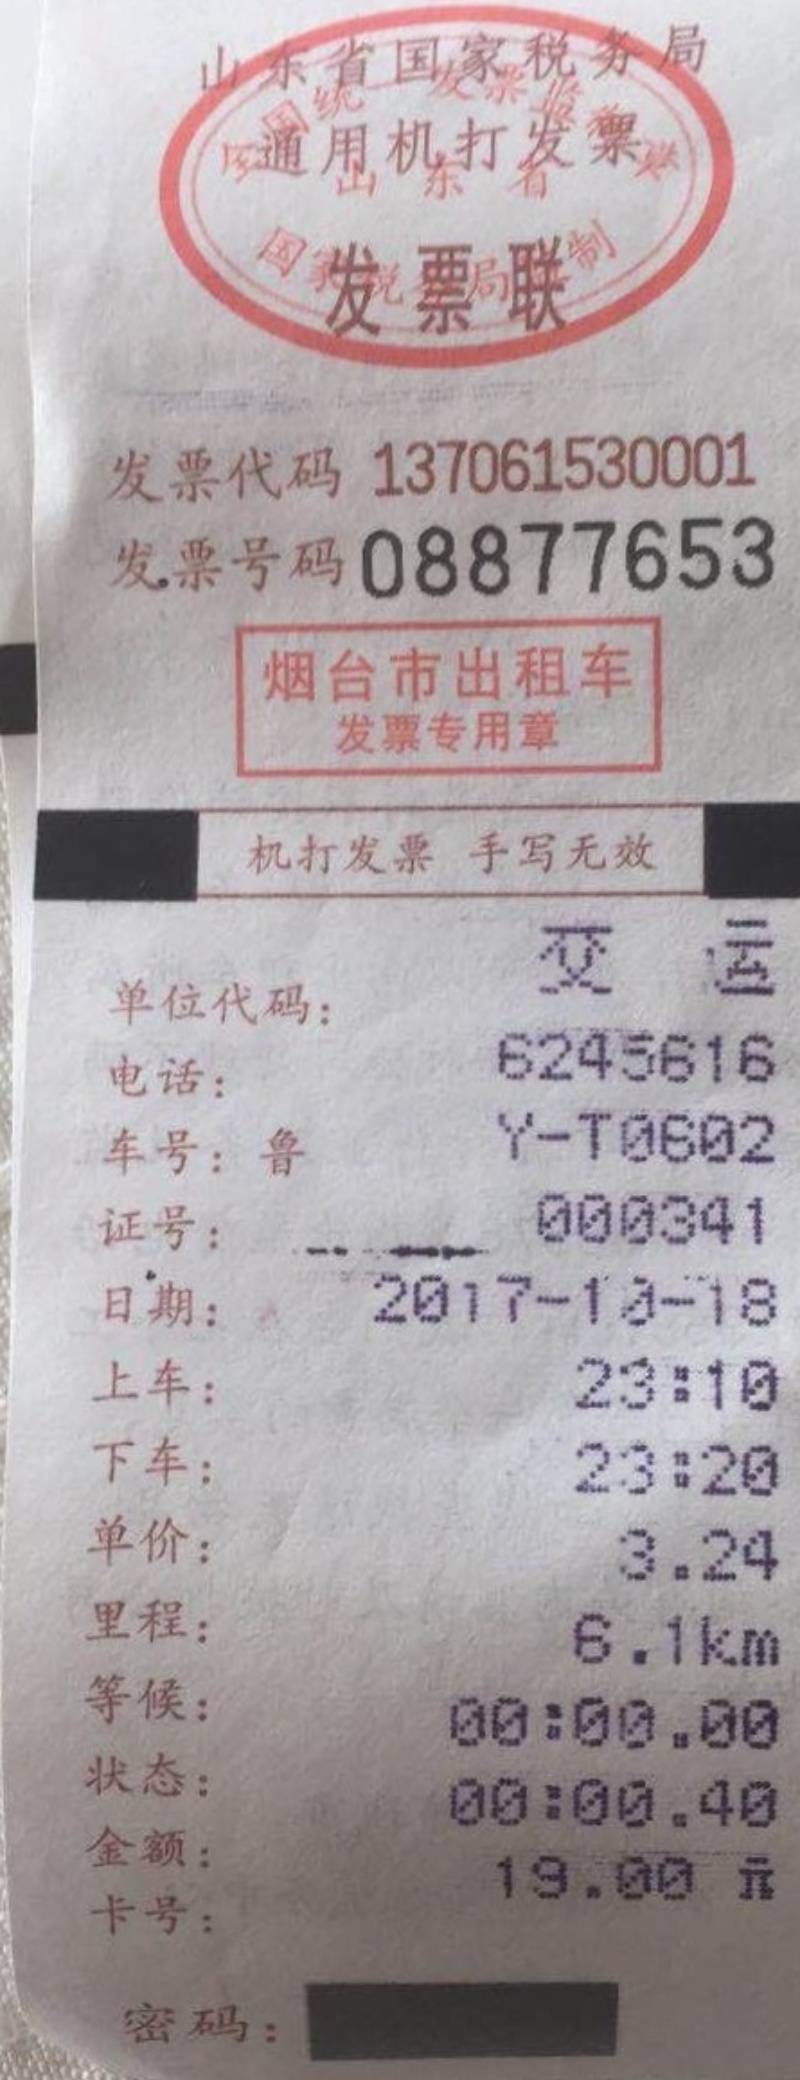 山东省国家税务局
通用机打发票
全国统一发票监制章
山东省
国家税务局监制
发票联
发票代码 137061530001
发票号码 08877653
烟台市出租车
发票专用章
机打发票 手写无效
单位代码: 交 运
电话: 6245616
车号: 鲁 Y-T0602
证号: 000341
日期: 2017-10-18
上车: 23:10
下车: 23:20
单价: 3.24
里程: 6.1km
等候: 00:00.00
状态: 00:00.40
金额: 19.00 元
卡号:
密码: